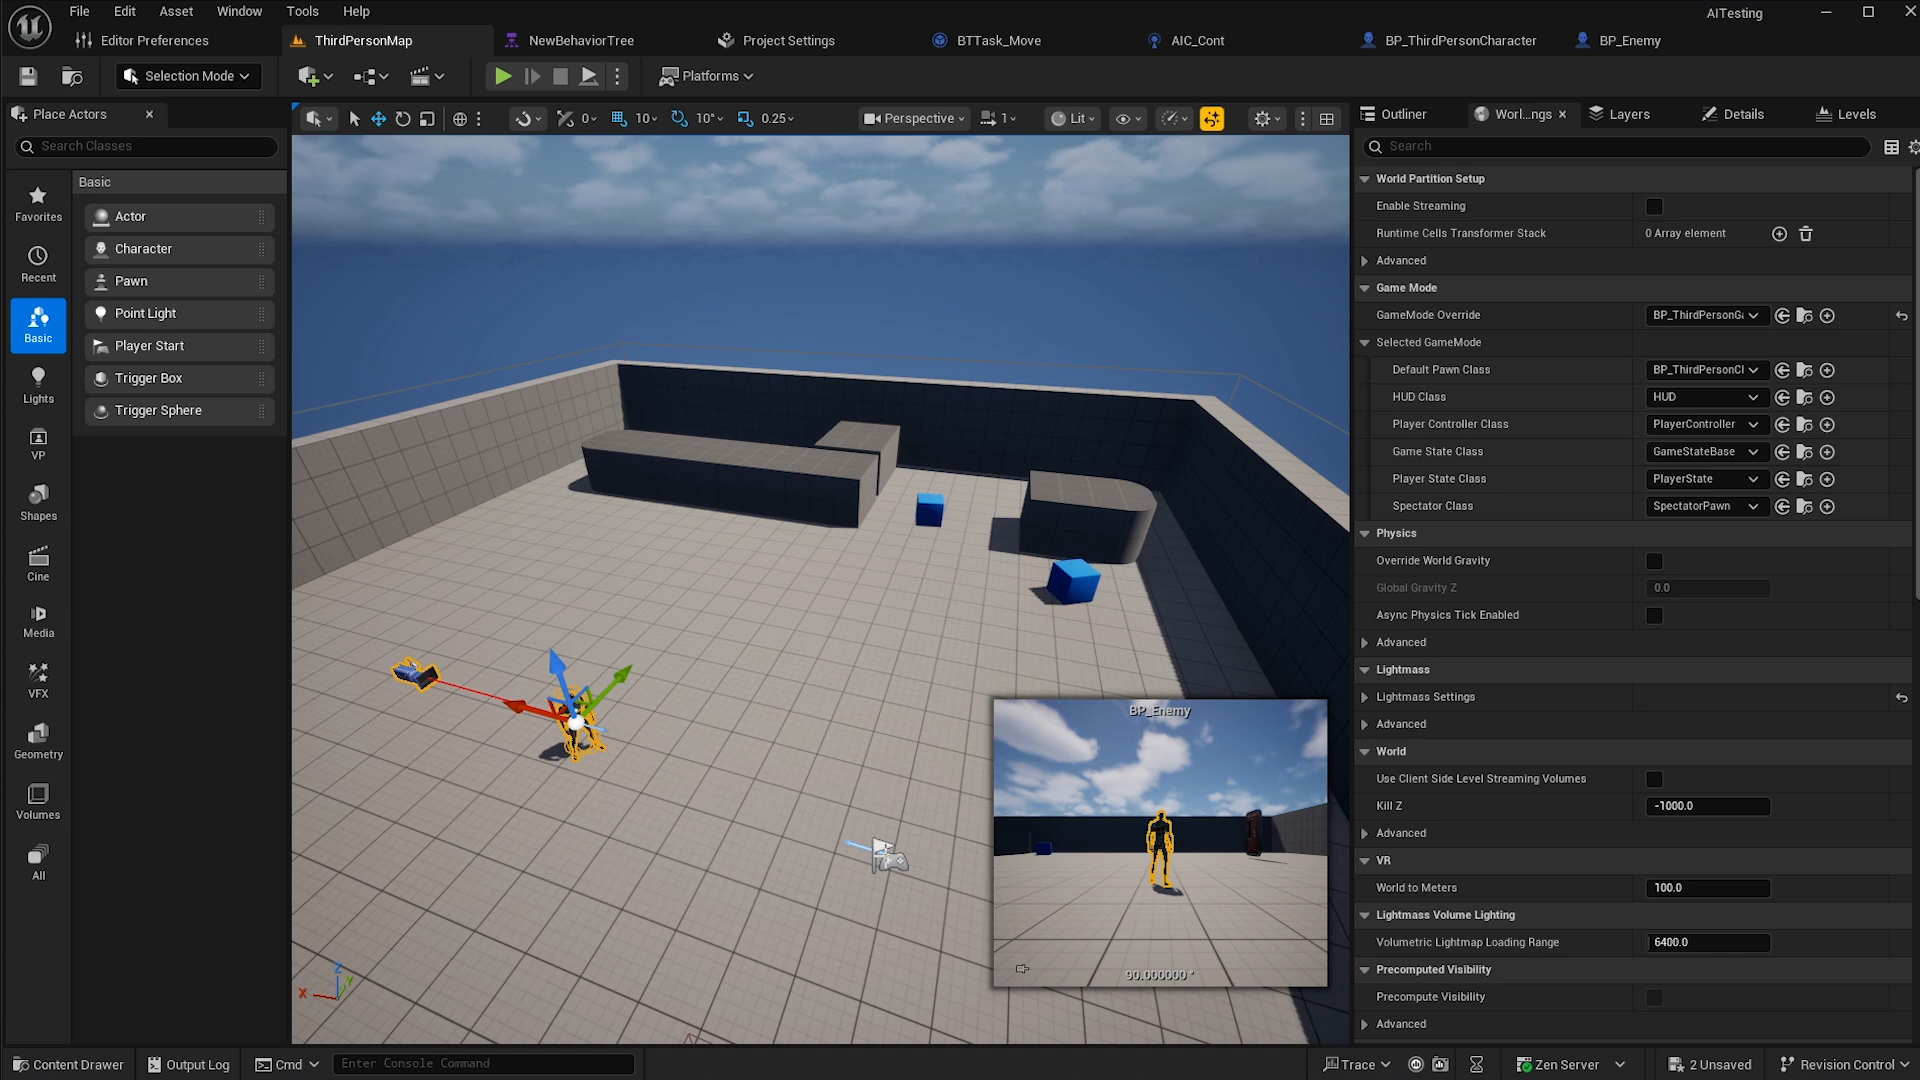 File Edit Asset Window Tools Help
AITesting
Editor Preferences
ThirdPersonMap
NewBehaviorTree
Project Settings
BTTask_Move
AIC_Cont
BP_ThirdPersonCharacter
BP_Enemy
Selection Mode
Platforms
Place Actors
Search Classes
Favorites
Recent
Basic
Lights
VP
Shapes
Cine
Media
VFX
Geometry
Volumes
All
Basic
Actor
Character
Pawn
Point Light
Player Start
Trigger Box
Trigger Sphere
0
10
10°
0.25
Perspective
1
Lit
BP_Enemy
90.000000 °
X
Y
Z
Outliner
Worl...ngs
Layers
Details
Levels
Search
World Partition Setup
Enable Streaming
Runtime Cells Transformer Stack 0 Array element
Advanced
Game Mode
GameMode Override BP_ThirdPersonGa
Selected GameMode
Default Pawn Class BP_ThirdPersonCl
HUD Class HUD
Player Controller Class PlayerController
Game State Class GameStateBase
Player State Class PlayerState
Spectator Class SpectatorPawn
Physics
Override World Gravity
Global Gravity Z 0.0
Async Physics Tick Enabled
Advanced
Lightmass
Lightmass Settings
Advanced
World
Use Client Side Level Streaming Volumes
Kill Z -1000.0
Advanced
VR
World to Meters 100.0
Lightmass Volume Lighting
Volumetric Lightmap Loading Range 6400.0
Precomputed Visibility
Precompute Visibility
Advanced
Content Drawer
Output Log
Cmd
Enter Console Command
Trace
Zen Server
2 Unsaved
Revision Control